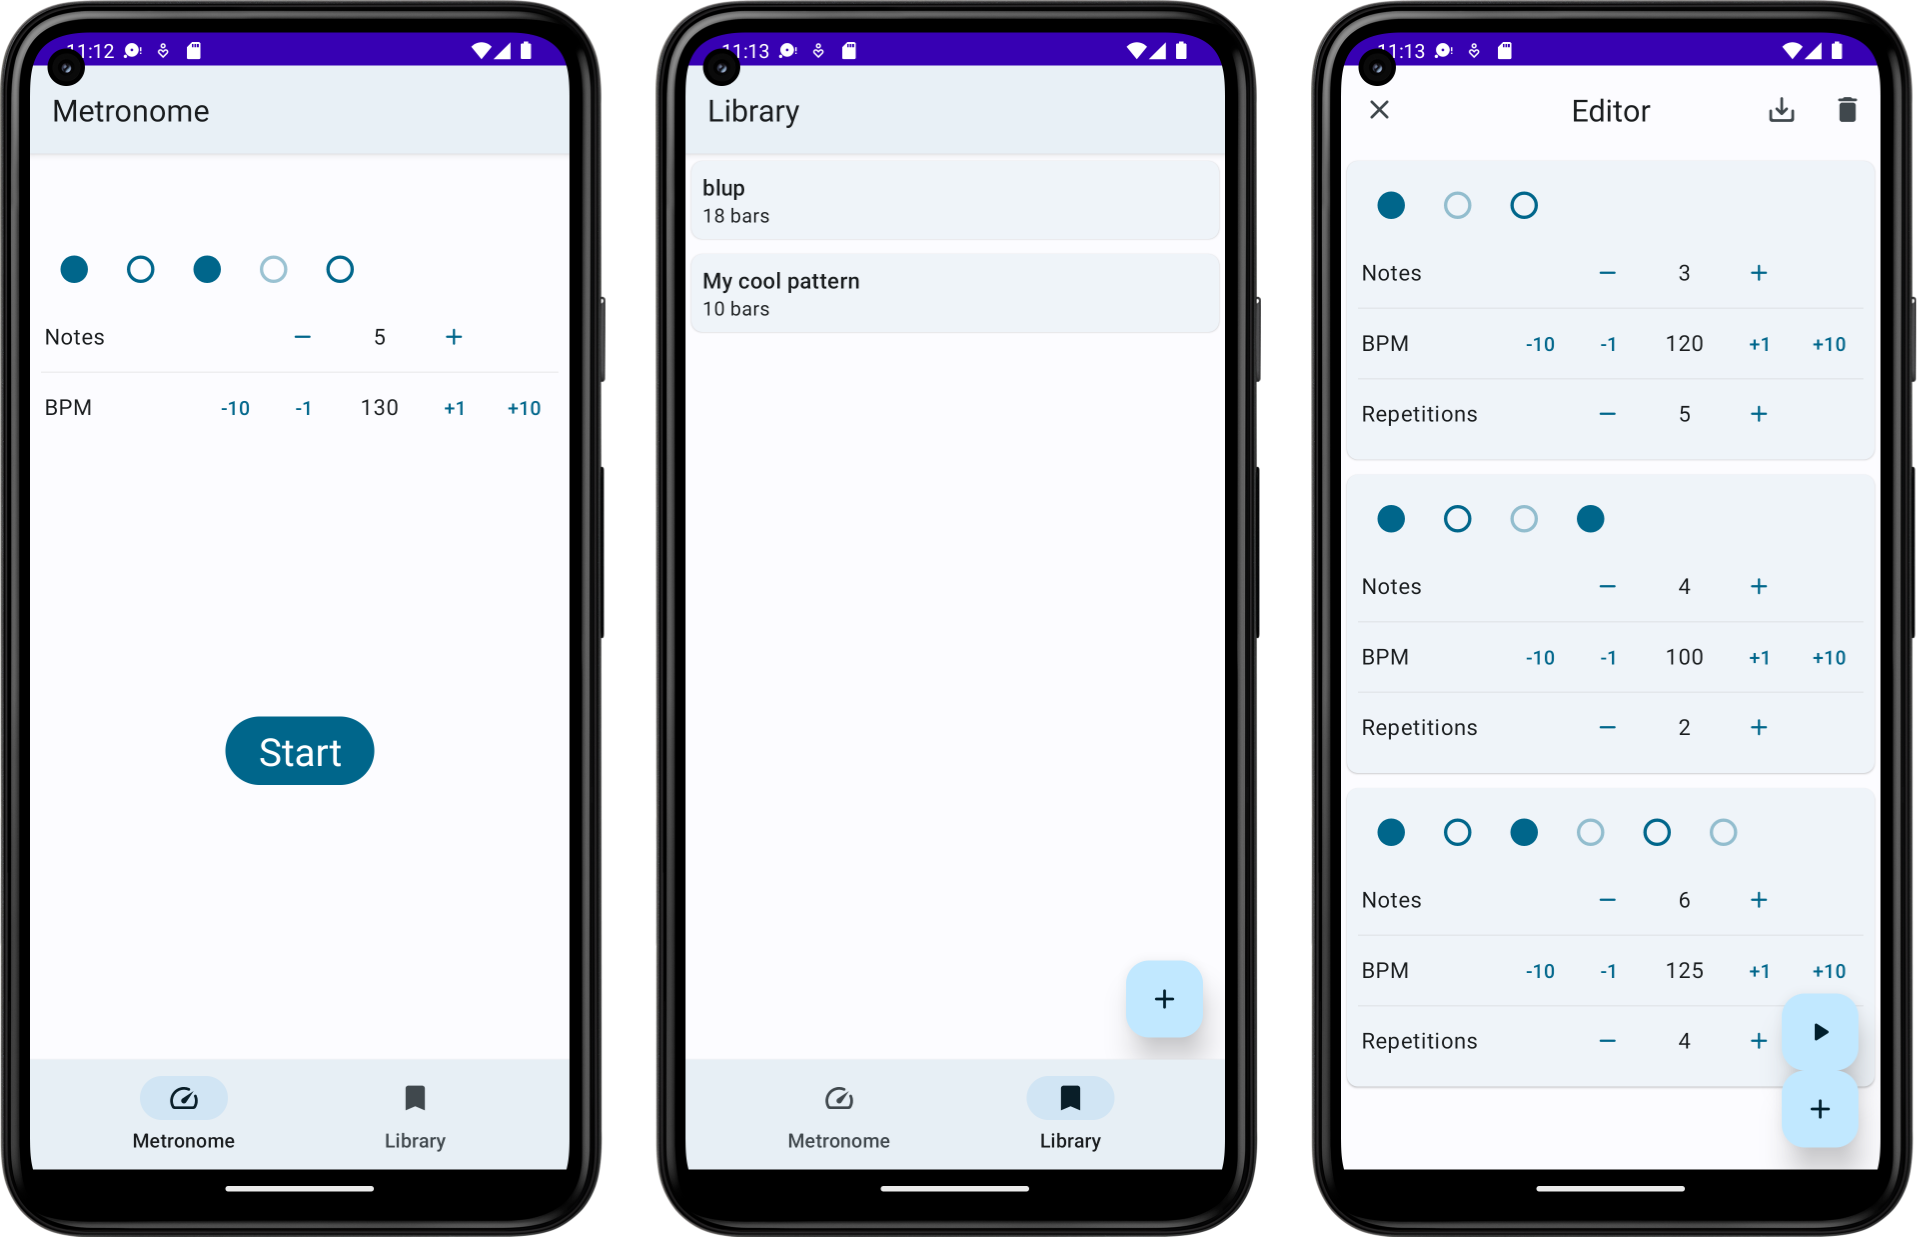 11:12
Metronome
Notes − 5 +
BPM -10 -1 130 +1 +10
Start
Metronome Library
11:13
Library
blup
18 bars
My cool pattern
10 bars
+
Metronome Library
11:13
Editor
Notes − 3 +
BPM -10 -1 120 +1 +10
Repetitions − 5 +
Notes − 4 +
BPM -10 -1 100 +1 +10
Repetitions − 2 +
Notes − 6 +
BPM -10 -1 125 +1 +10
Repetitions − 4 +
+